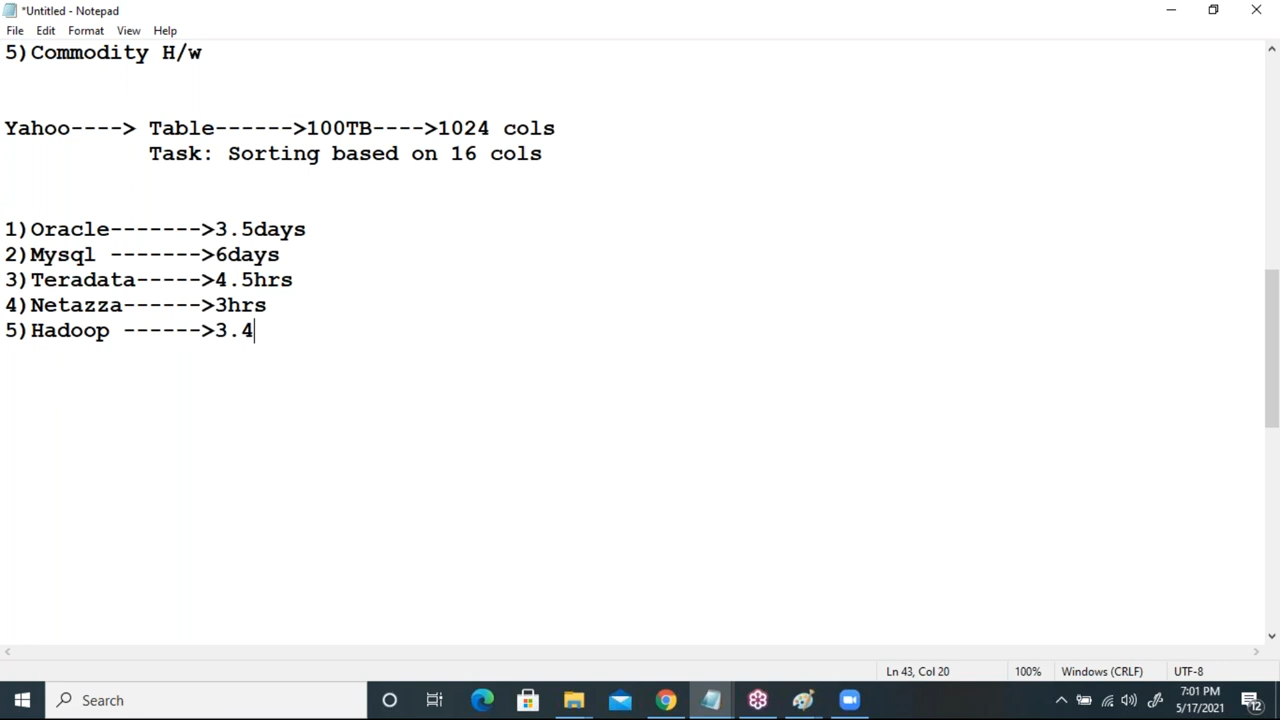 *Untitled - Notepad
File Edit Format View Help
5)Commodity H/w
Yahoo----> Table------>100TB---->1024 cols
Task: Sorting based on 16 cols
1)Oracle------->3.5days
2)Mysql ------->6days
3)Teradata----->4.5hrs
4)Netazza------>3hrs
5)Hadoop ------>3.4
Ln 43, Col 20 100% Windows (CRLF) UTF-8
Search 7:01 PM
5/17/2021 12